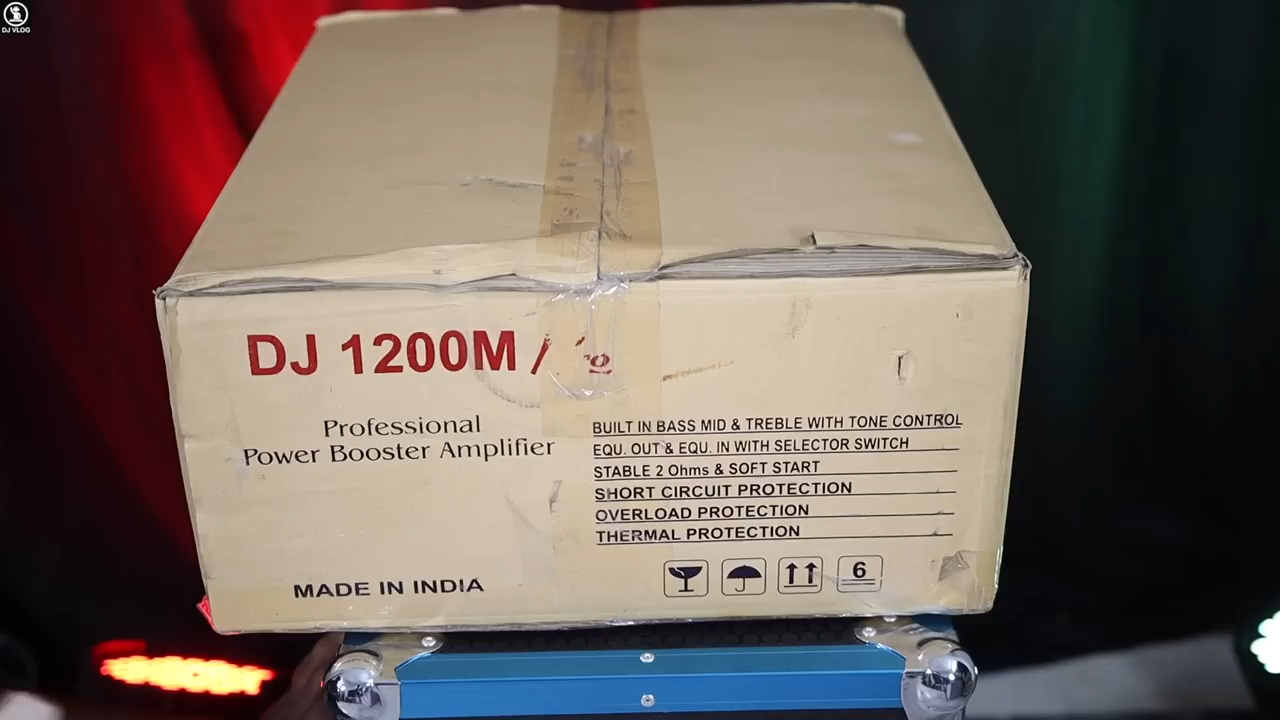 DJ VLOG
DJ 1200M /
Professional
Power Booster Amplifier
BUILT IN BASS MID & TREBLE WITH TONE CONTROL
EQU. OUT & EQU. IN WITH SELECTOR SWITCH
STABLE 2 Ohms & SOFT START
SHORT CIRCUIT PROTECTION
OVERLOAD PROTECTION
THERMAL PROTECTION
MADE IN INDIA
6